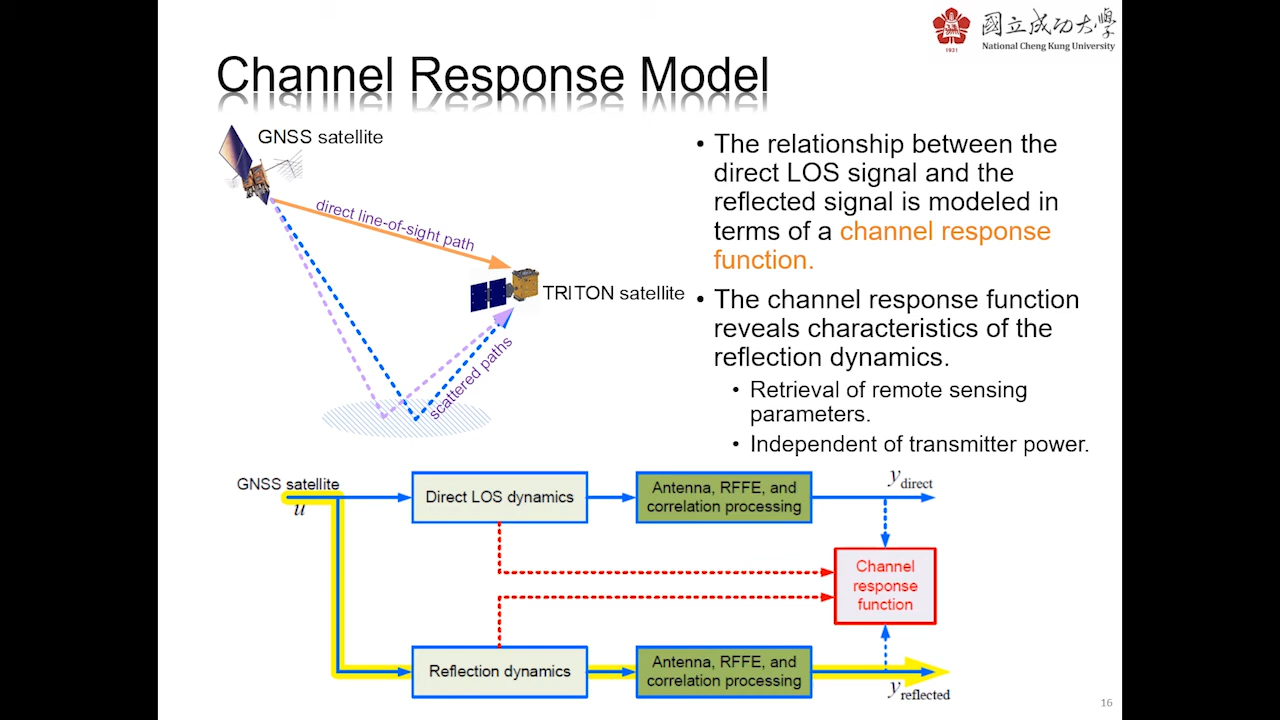 國立成功大學
National Cheng Kung University
1931
Channel Response Model
GNSS satellite
direct line-of-sight path
TRITON satellite
scattered paths
• The relationship between the
direct LOS signal and the
reflected signal is modeled in
terms of a channel response
function.
• The channel response function
reveals characteristics of the
reflection dynamics.
• Retrieval of remote sensing
parameters.
• Independent of transmitter power.
GNSS satellite
u
Direct LOS dynamics
Antenna, RFFE, and
correlation processing
y direct
Channel
response
function
Reflection dynamics
Antenna, RFFE, and
correlation processing
y reflected
16